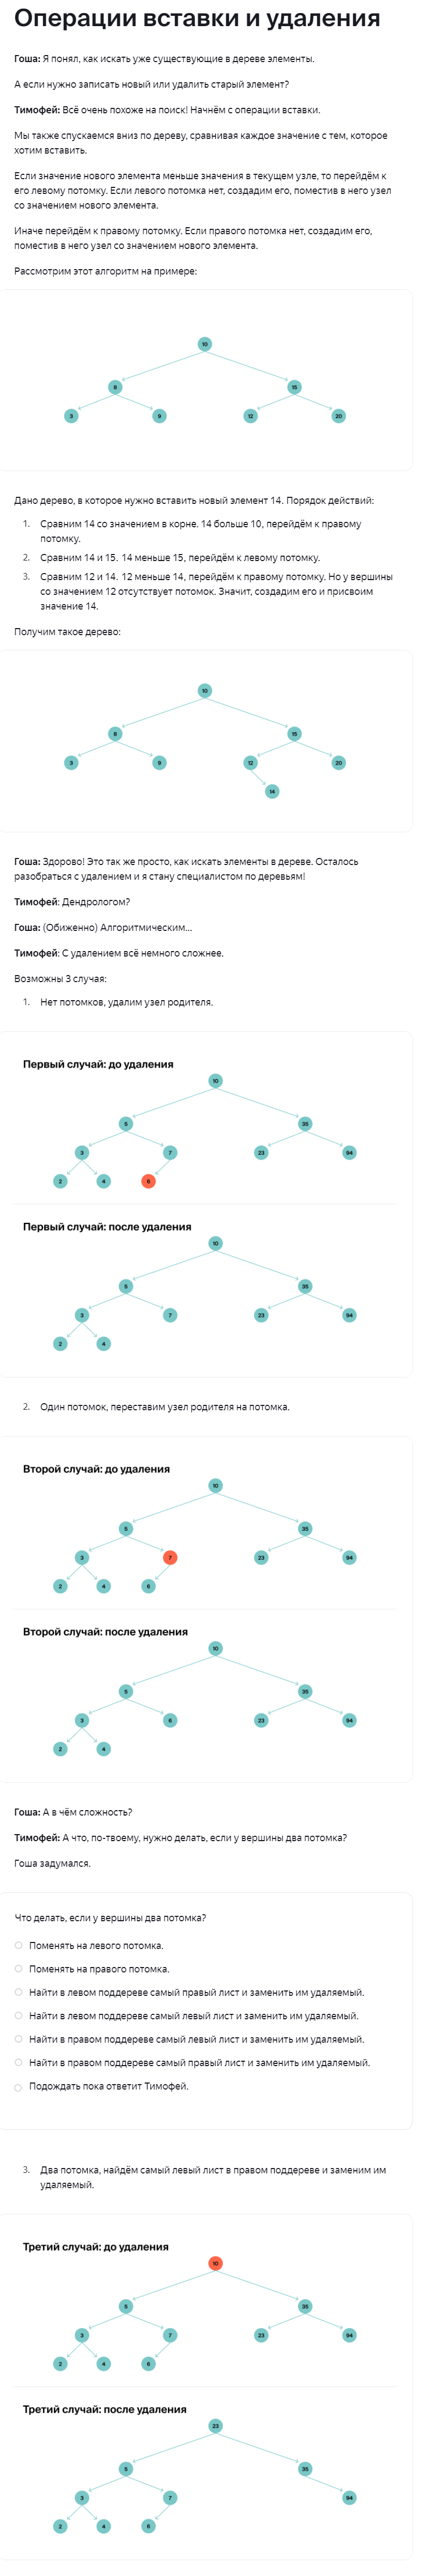 Операции вставки и удаления
Гоша: Я понял, как искать уже существующие в дереве элементы.
А если нужно записать новый или удалить старый элемент?
Тимофей: Всё очень похоже на поиск! Начнём с операции вставки.
Мы также спускаемся вниз по дереву, сравнивая каждое значение с тем, которое
хотим вставить.
Если значение нового элемента меньше значения в текущем узле, то перейдём к
его левому потомку. Если левого потомка нет, создадим его, поместив в него узел
со значением нового элемента.
Иначе перейдём к правому потомку. Если правого потомка нет, создадим его,
поместив в него узел со значением нового элемента.
Рассмотрим этот алгоритм на примере:
10
8 15
3 9 12 20
Дано дерево, в которое нужно вставить новый элемент 14. Порядок действий:
1. Сравним 14 со значением в корне. 14 больше 10, перейдём к правому
потомку.
2. Сравним 14 и 15. 14 меньше 15, перейдём к левому потомку.
3. Сравним 12 и 14. 12 меньше 14, перейдём к правому потомку. Но у вершины
со значением 12 отсутствует потомок. Значит, создадим его и присвоим
значение 14.
Получим такое дерево:
10
8 15
3 9 12 20
14
Гоша: Здорово! Это так же просто, как искать элементы в дереве. Осталось
разобраться с удалением и я стану специалистом по деревьям!
Тимофей: Дендрологом?
Гоша: (Обиженно) Алгоритмическим...
Тимофей: С удалением всё немного сложнее.
Возможны 3 случая:
1. Нет потомков, удалим узел родителя.
Первый случай: до удаления
10
5 35
3 7 23 94
2 4 6
Первый случай: после удаления
10
5 35
3 7 23 94
2 4
2. Один потомок, переставим узел родителя на потомка.
Второй случай: до удаления
10
5 35
3 7 23 94
2 4 6
Второй случай: после удаления
10
5 35
3 6 23 94
2 4
Гоша: А в чём сложность?
Тимофей: А что, по-твоему, нужно делать, если у вершины два потомка?
Гоша задумался.
Что делать, если у вершины два потомка?
Поменять на левого потомка.
Поменять на правого потомка.
Найти в левом поддереве самый правый лист и заменить им удаляемый.
Найти в левом поддереве самый левый лист и заменить им удаляемый.
Найти в правом поддереве самый левый лист и заменить им удаляемый.
Найти в правом поддереве самый правый лист и заменить им удаляемый.
Подождать пока ответит Тимофей.
3. Два потомка, найдём самый левый лист в правом поддереве и заменим им
удаляемый.
Третий случай: до удаления
10
5 35
3 7 23 94
2 4 6
Третий случай: после удаления
23
5 35
3 7 94
2 4 6